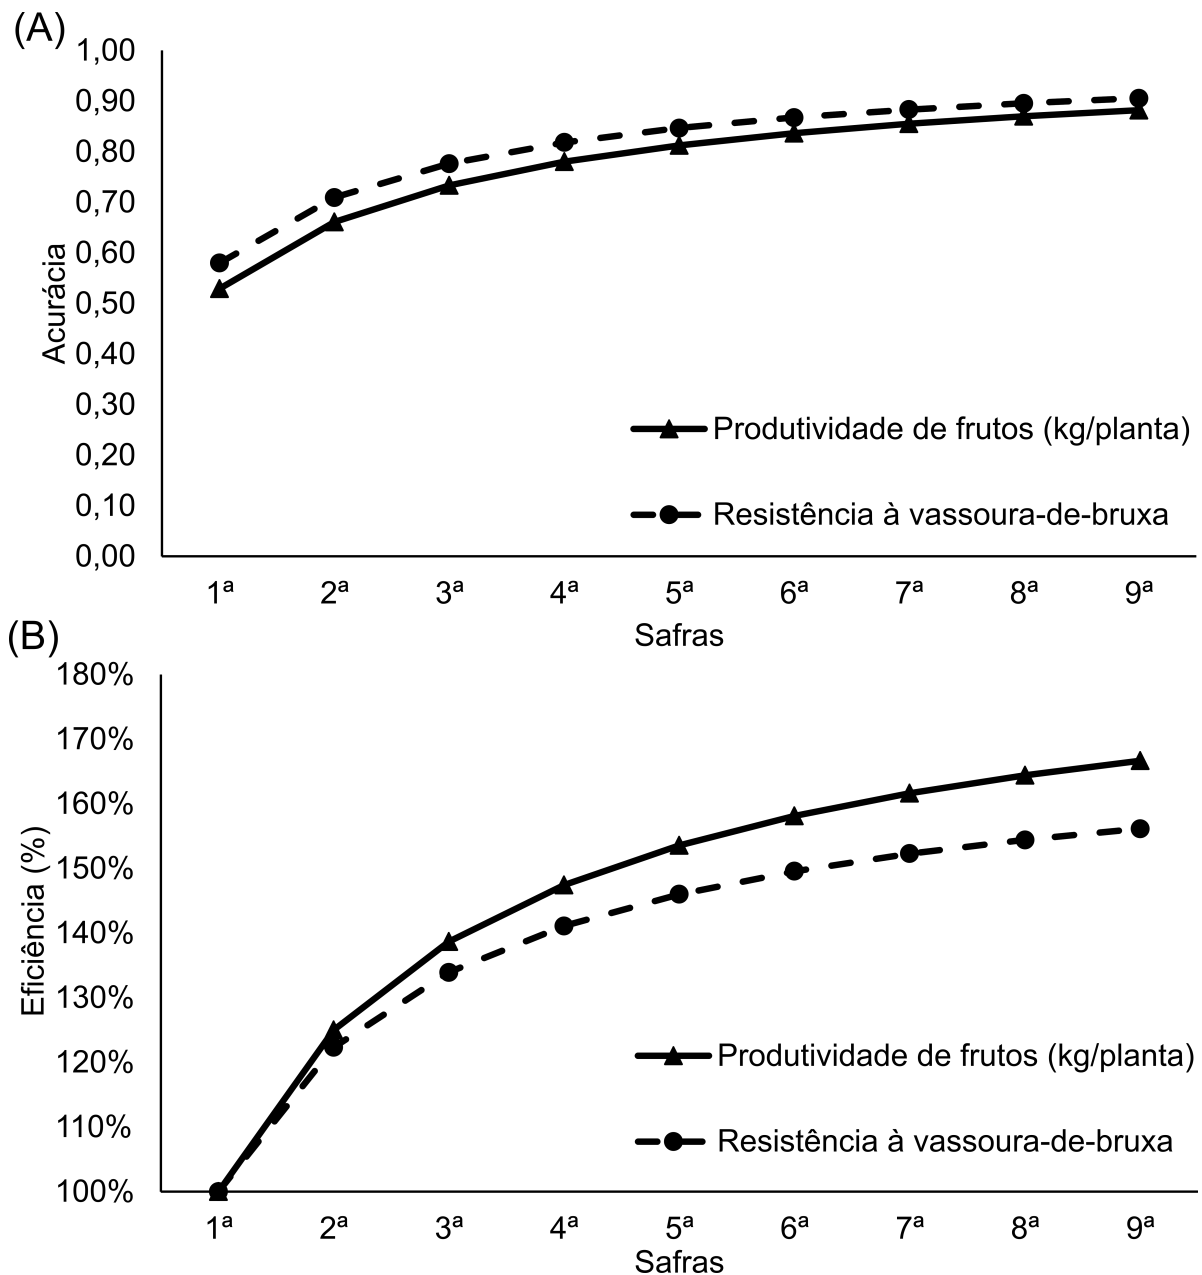 (A)
1,00
0,90
0,80
0,70
0,60
0,50
0,40
0,30
0,20
0,10
0,00
Acurácia
Produtividade de frutos (kg/planta)
Resistência à vassoura-de-bruxa
1ª 2ª 3ª 4ª 5ª 6ª 7ª 8ª 9ª
Safras
(B)
180%
170%
160%
150%
140%
130%
120%
110%
100%
Eficiência (%)
Produtividade de frutos (kg/planta)
Resistência à vassoura-de-bruxa
1ª 2ª 3ª 4ª 5ª 6ª 7ª 8ª 9ª
Safras